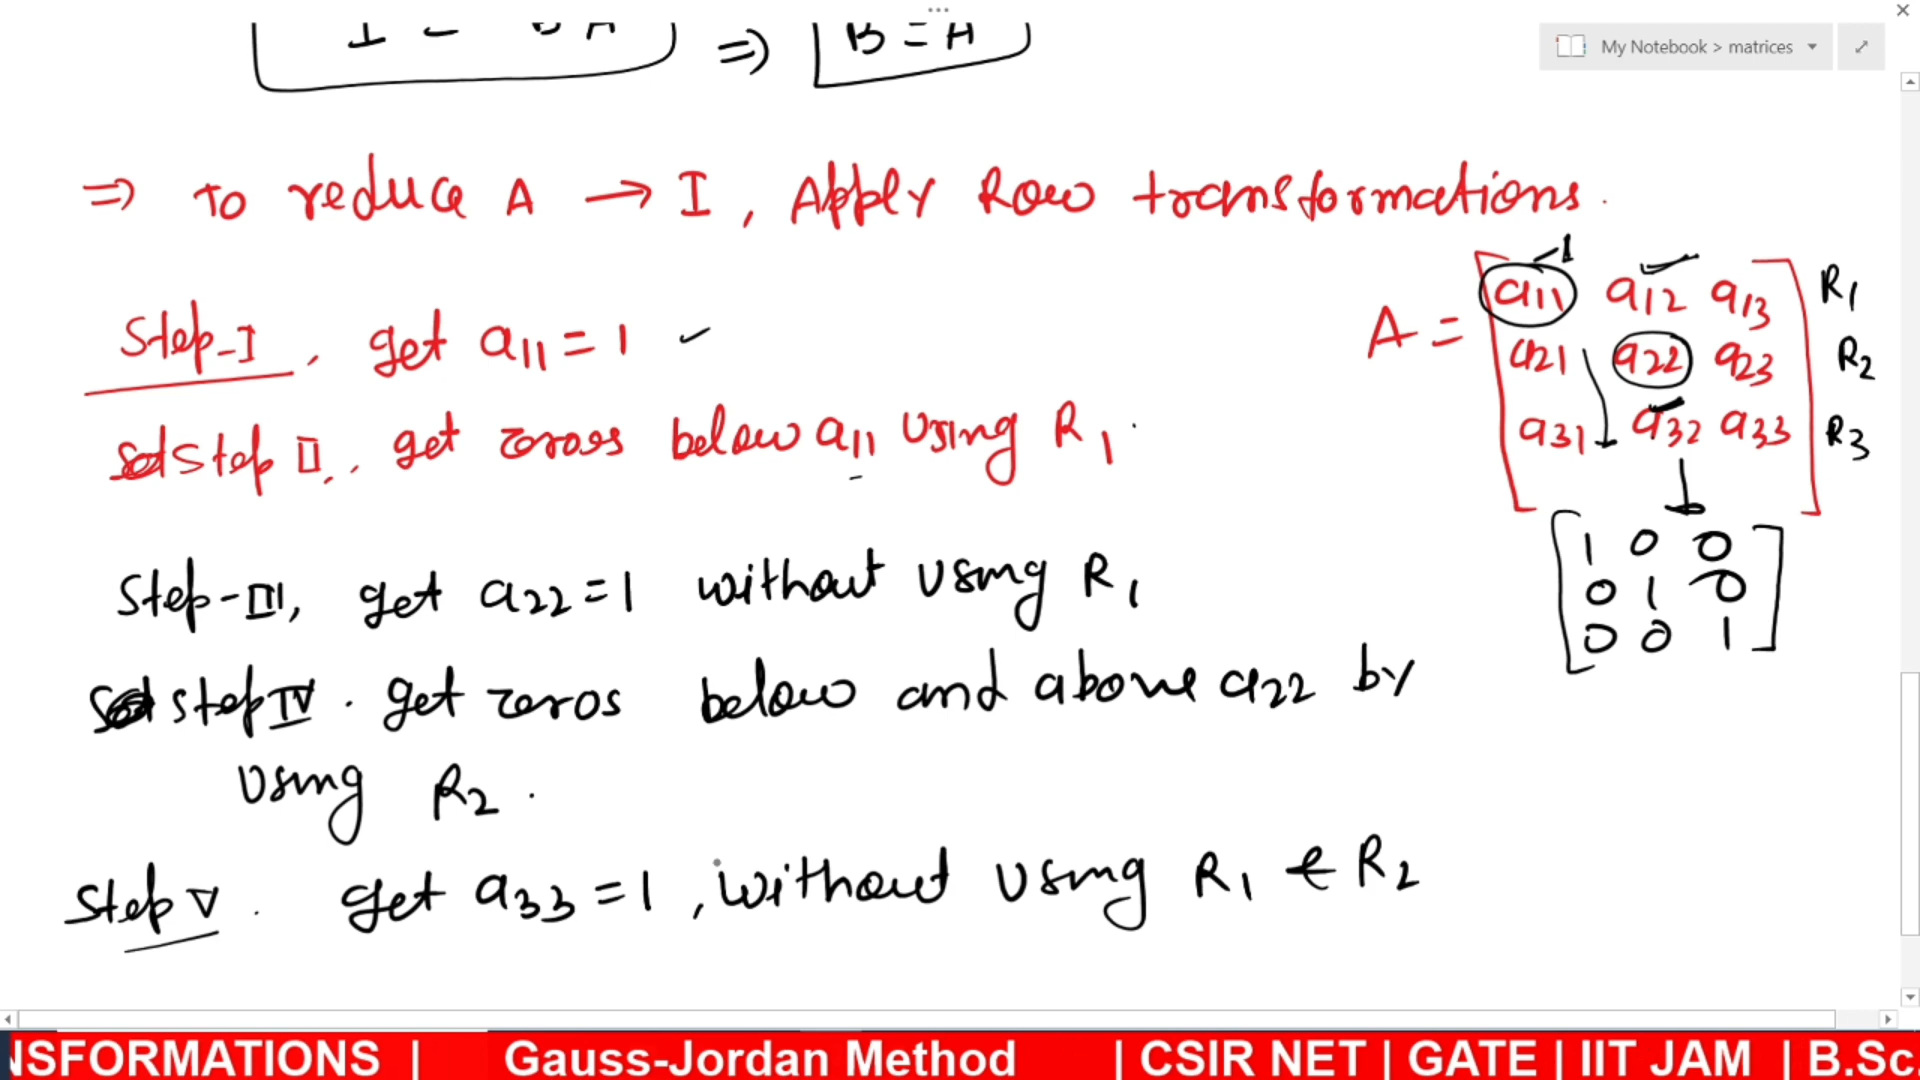 I = BA ⇒ B = A
My Notebook > matrices
⇒ To reduce A → I, Apply Row transformations.
Step-I, get a11 = 1
Step II, get zeross below a11 Using R1.
Step-III, get a22 = 1 without Using R1
Step IV. get zeros below and above a22 by
Using R2.
Step V. get a33 = 1, without Using R1 & R2
1
A = [ a11 a12 a13 ] R1
a21 a22 a23 R2
a31 a32 a33 R3
1 0 0
0 1 0
0 0 1
NSFORMATIONS | Gauss-Jordan Method | CSIR NET | GATE | IIT JAM | B.Sc.